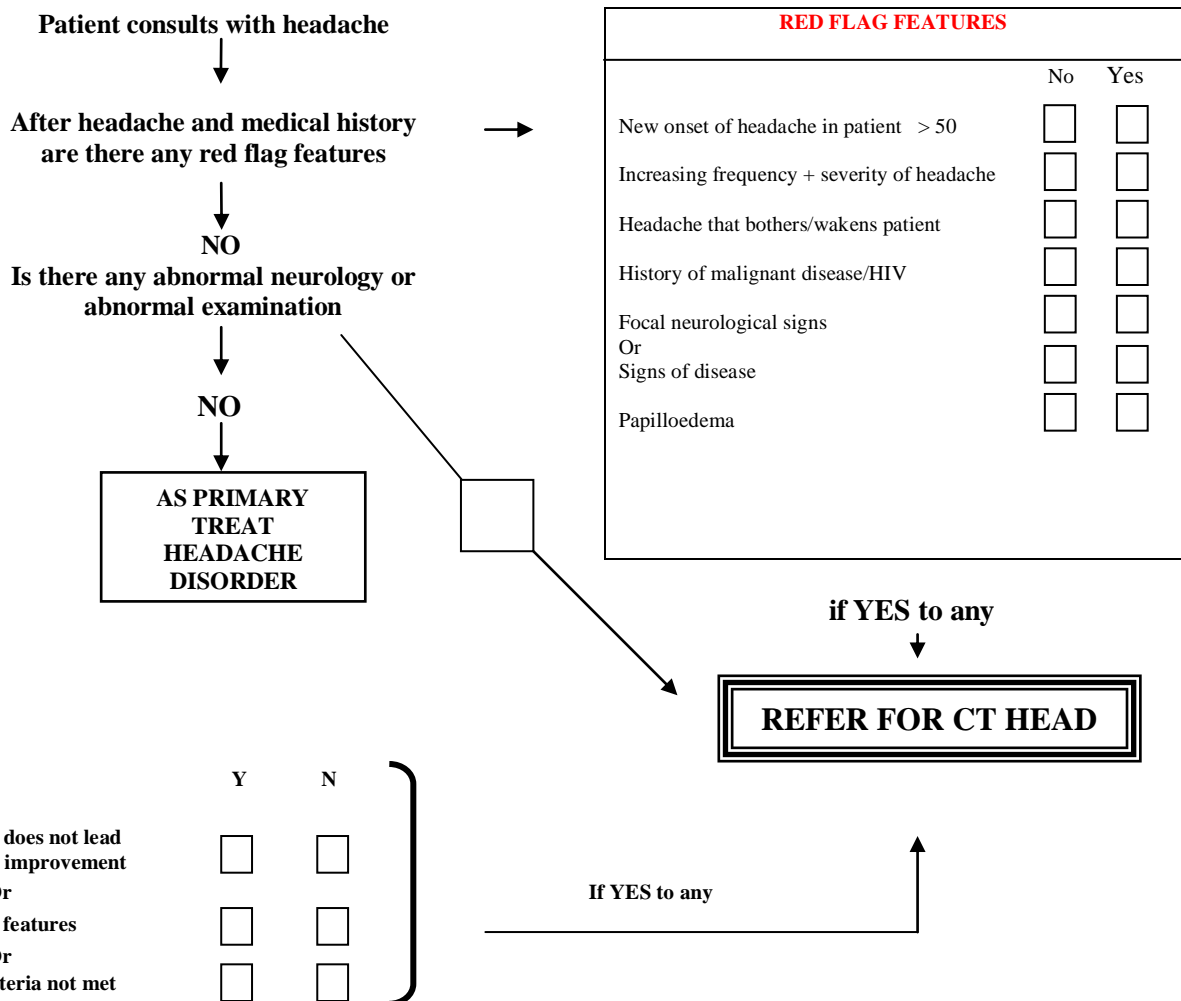 Patient consults with headache
After headache and medical history
are there any red flag features
NO
Is there any abnormal neurology or
abnormal examination
NO
AS PRIMARY
TREAT
HEADACHE
DISORDER
RED FLAG FEATURES
No Yes
New onset of headache in patient > 50
Increasing frequency + severity of headache
Headache that bothers/wakens patient
History of malignant disease/HIV
Focal neurological signs
Or
Signs of disease
Papilloedema
if YES to any
REFER FOR CT HEAD
Y N
does not lead
improvement
features
not met
If YES to any